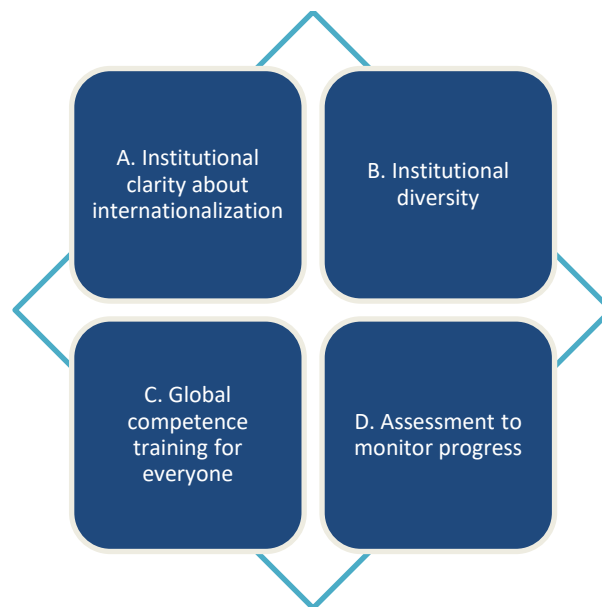 A. Institutional
clarity about
internationalization
B. Institutional
diversity
C. Global
competence
training for
everyone
D. Assessment to
monitor progress